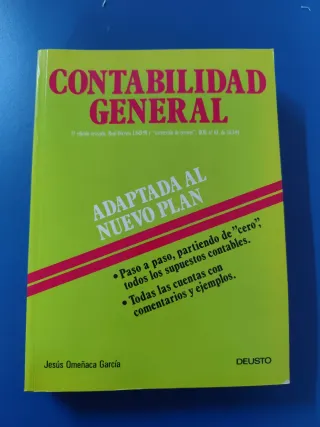 CONTABILIDAD
GENERAL
ADAPTADA AL
NUEVO PLAN
• Paso a paso, partiendo de "cero",
todos los supuestos contables.
• Todas las cuentas con
comentarios y ejemplos.
Jesús Omeñaca García
DEUSTO